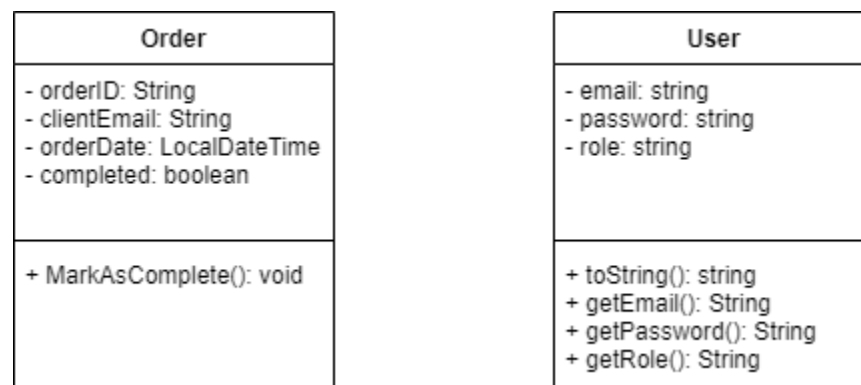 Order
- orderID: String
- clientEmail: String
- orderDate: LocalDateTime
- completed: boolean
+ MarkAsComplete(): void
User
- email: string
- password: string
- role: string
+ toString(): string
+ getEmail(): String
+ getPassword(): String
+ getRole(): String